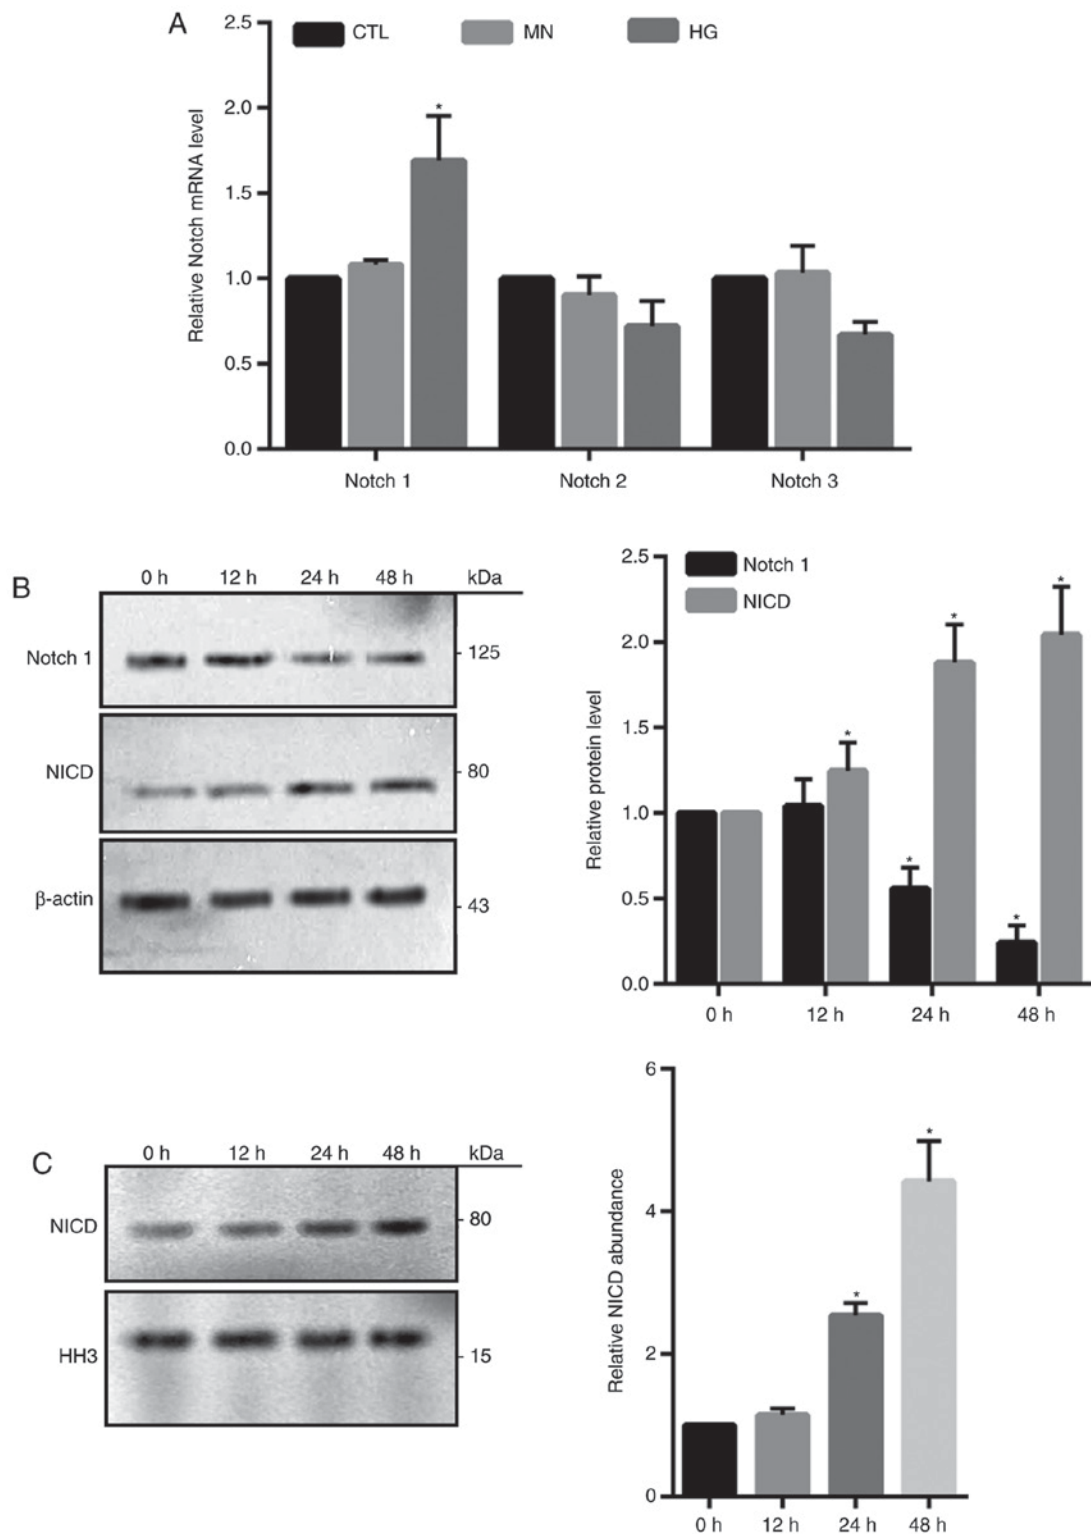 A
CTL MN HG
Relative Notch mRNA level
2.5
*
2.0
1.5
1.0
0.5
0.0
Notch 1 Notch 2 Notch 3
B
0 h 12 h 24 h 48 h kDa
Notch 1
125
NICD
80
β-actin
43
Notch 1
NICD
Relative protein level
2.5
2.0
1.5
1.0
0.5
0.0
* * * * *
0 h 12 h 24 h 48 h
C
0 h 12 h 24 h 48 h kDa
NICD
80
HH3
15
Relative NICD abundance
6
4
2
0
* *
0 h 12 h 24 h 48 h